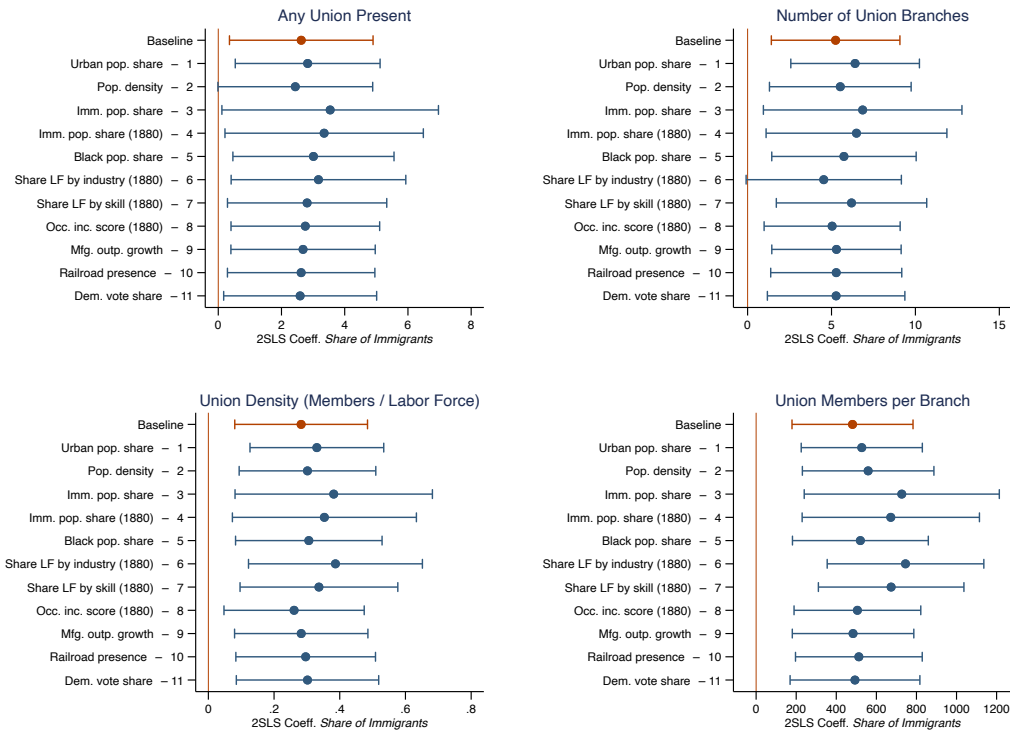 Any Union Present
Baseline
Urban pop. share – 1
Pop. density – 2
Imm. pop. share – 3
Imm. pop. share (1880) – 4
Black pop. share – 5
Share LF by industry (1880) – 6
Share LF by skill (1880) – 7
Occ. inc. score (1880) – 8
Mfg. outp. growth – 9
Railroad presence – 10
Dem. vote share – 11
0 2 4 6 8
2SLS Coeff. Share of Immigrants
Number of Union Branches
Baseline
Urban pop. share – 1
Pop. density – 2
Imm. pop. share – 3
Imm. pop. share (1880) – 4
Black pop. share – 5
Share LF by industry (1880) – 6
Share LF by skill (1880) – 7
Occ. inc. score (1880) – 8
Mfg. outp. growth – 9
Railroad presence – 10
Dem. vote share – 11
0 5 10 15
2SLS Coeff. Share of Immigrants
Union Density (Members / Labor Force)
Baseline
Urban pop. share – 1
Pop. density – 2
Imm. pop. share – 3
Imm. pop. share (1880) – 4
Black pop. share – 5
Share LF by industry (1880) – 6
Share LF by skill (1880) – 7
Occ. inc. score (1880) – 8
Mfg. outp. growth – 9
Railroad presence – 10
Dem. vote share – 11
0 .2 .4 .6 .8
2SLS Coeff. Share of Immigrants
Union Members per Branch
Baseline
Urban pop. share – 1
Pop. density – 2
Imm. pop. share – 3
Imm. pop. share (1880) – 4
Black pop. share – 5
Share LF by industry (1880) – 6
Share LF by skill (1880) – 7
Occ. inc. score (1880) – 8
Mfg. outp. growth – 9
Railroad presence – 10
Dem. vote share – 11
0 200 400 600 800 1000 1200
2SLS Coeff. Share of Immigrants